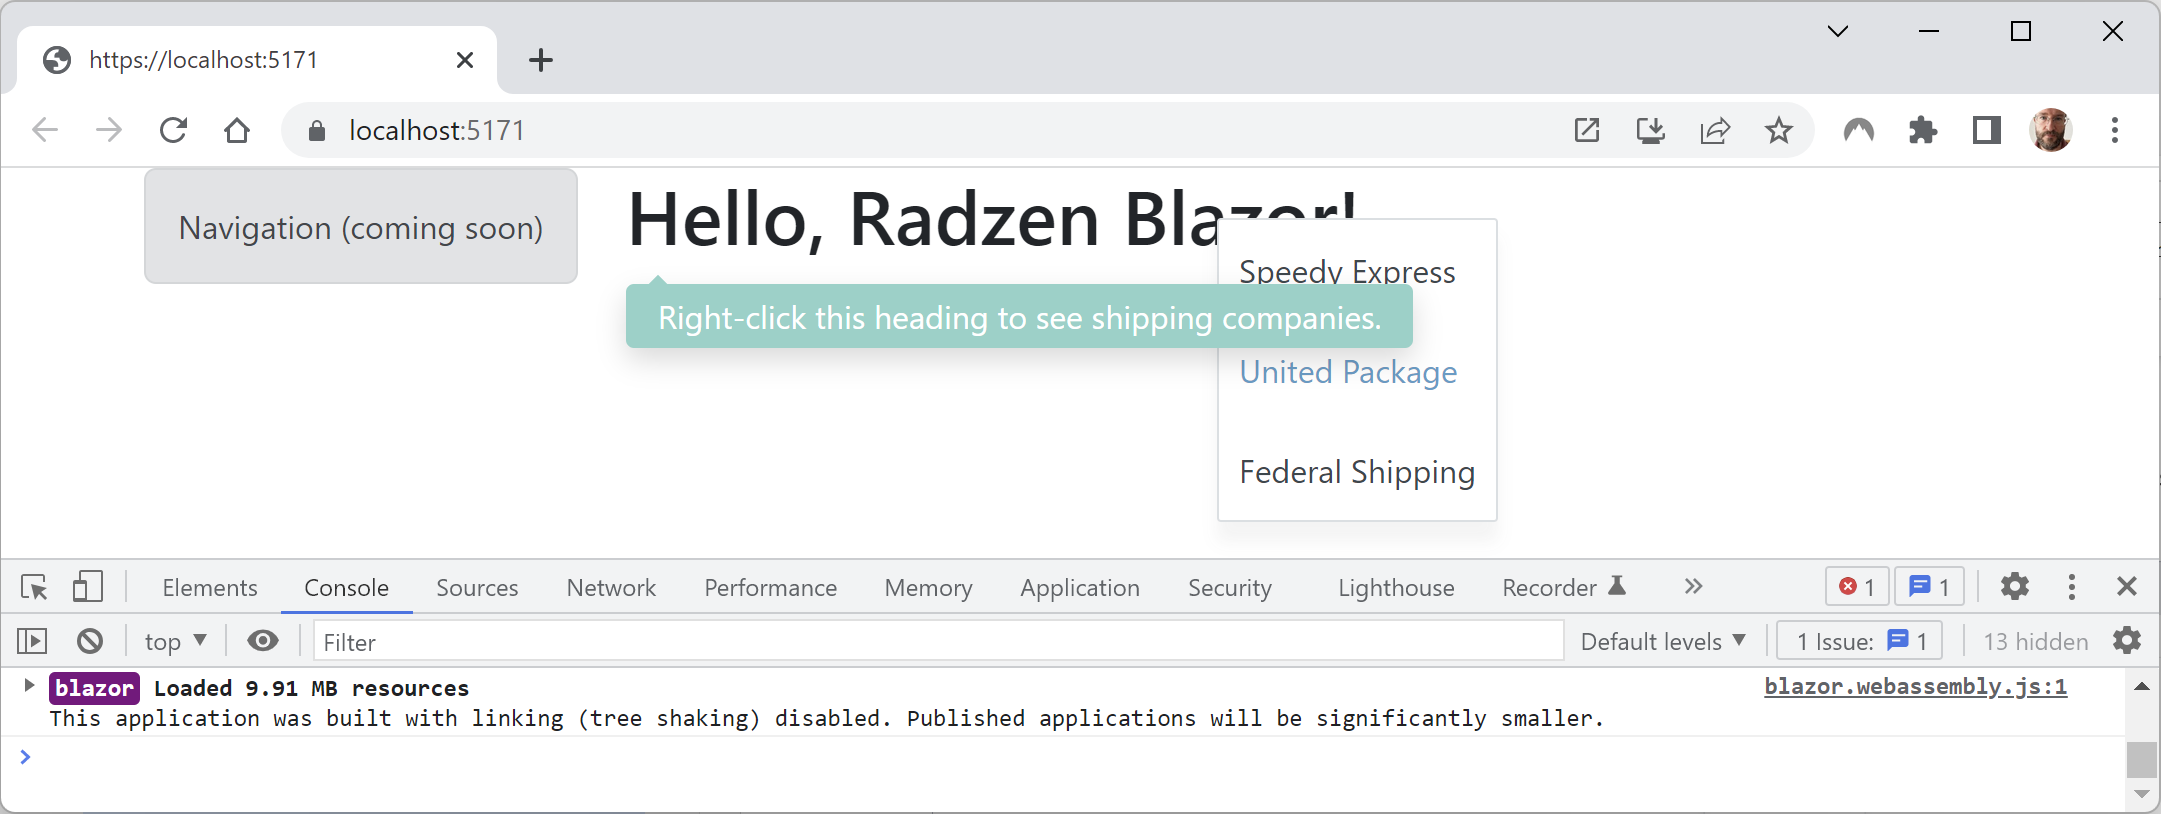 https://localhost:5171
localhost:5171
Navigation (coming soon)
Hello, Radzen Blazor!
Speedy Express
Right-click this heading to see shipping companies.
United Package
Federal Shipping
Elements Console Sources Network Performance Memory Application Security Lighthouse Recorder 1 1
top Filter Default levels 1 Issue: 1 13 hidden
blazor Loaded 9.91 MB resources blazor.webassembly.js:1
This application was built with linking (tree shaking) disabled. Published applications will be significantly smaller.